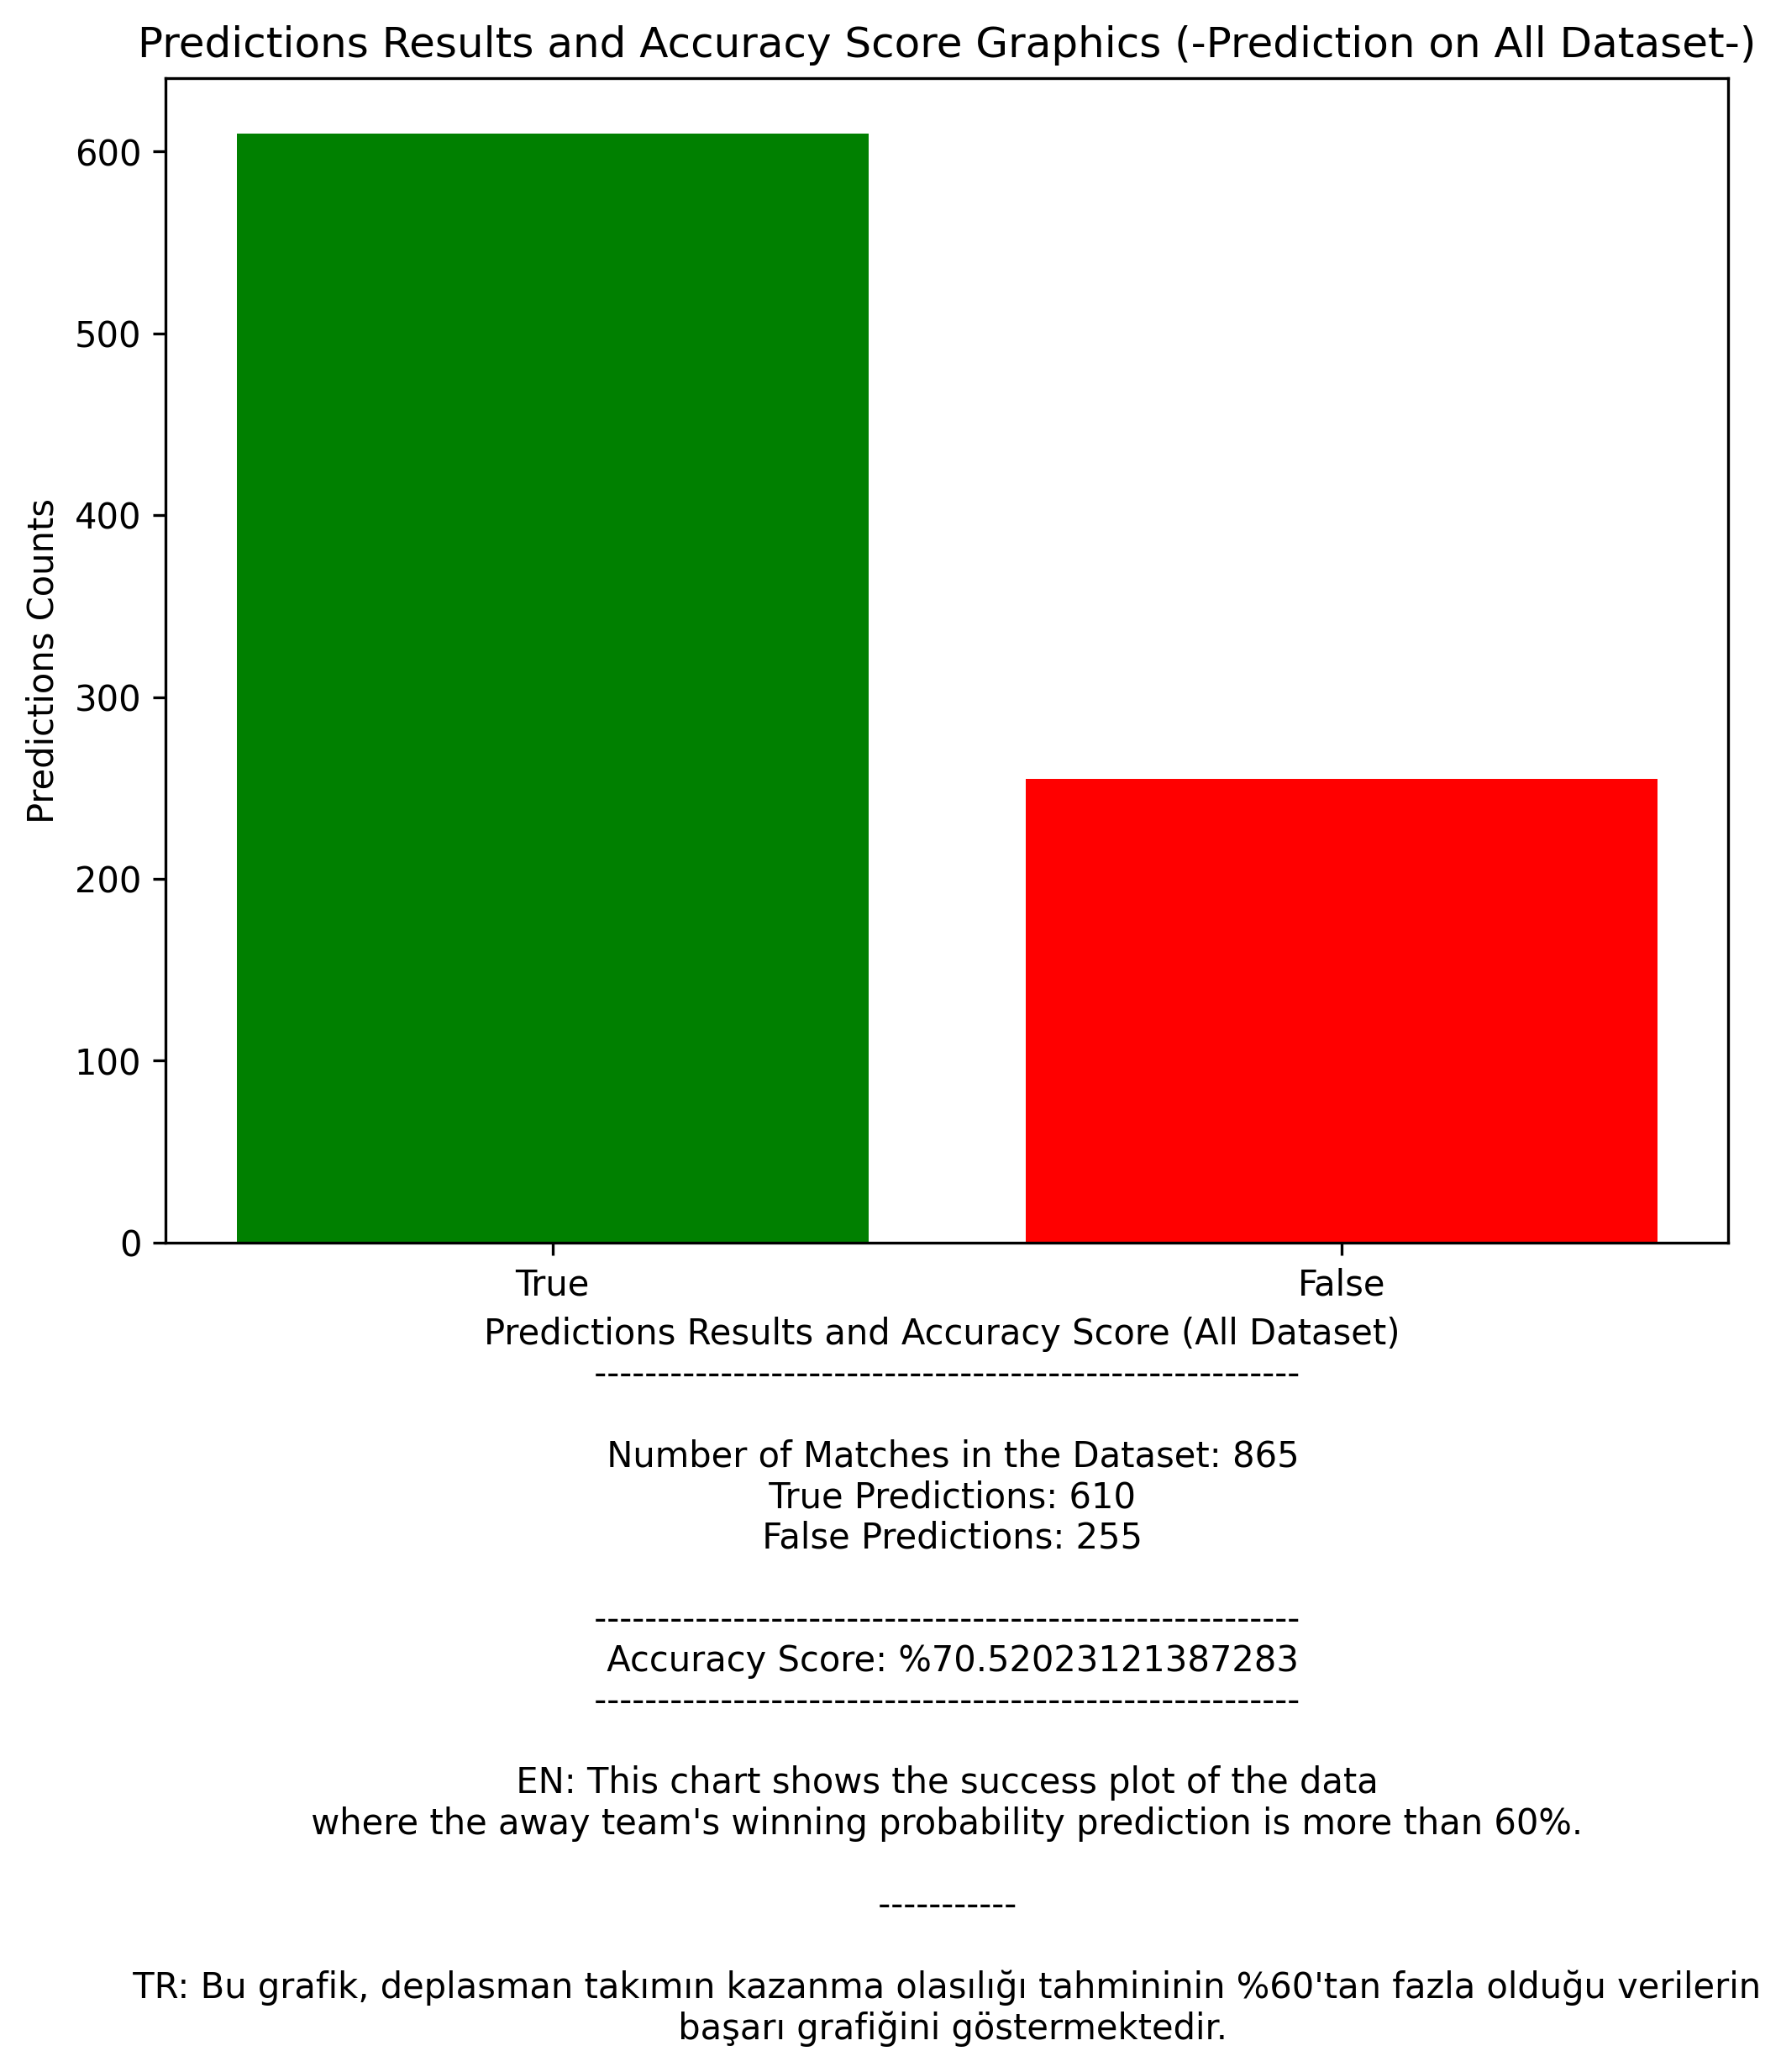 Predictions Results and Accuracy Score Graphics (-Prediction on All Dataset-)
Predictions Counts
600
500
400
300
200
100
0
True
False
Predictions Results and Accuracy Score (All Dataset)
--------------------------------------------------------
Number of Matches in the Dataset: 865
True Predictions: 610
False Predictions: 255
--------------------------------------------------------
Accuracy Score: %70.52023121387283
--------------------------------------------------------
EN: This chart shows the success plot of the data
where the away team's winning probability prediction is more than 60%.
-----------
TR: Bu grafik, deplasman takımın kazanma olasılığı tahmininin %60'tan fazla olduğu verilerin
başarı grafiğini göstermektedir.